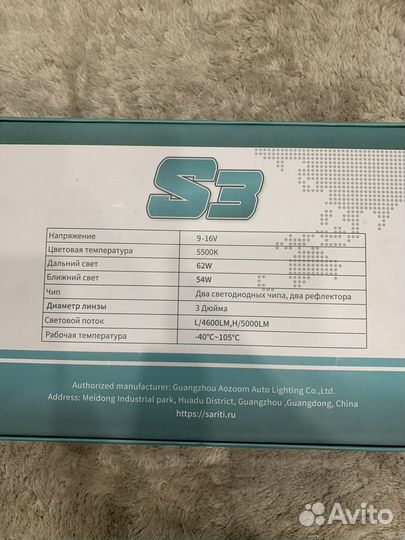 S3
Напряжение 9-16V
Цветовая температура 5500K
Дальний свет 62W
Ближний свет 54W
Чип Два светодиодных чипа, два рефлектора
Диаметр линзы 3 Дюйма
Световой поток L/4600LM,H/5000LM
Рабочая температура -40℃~105℃
Authorized manufacturer: Guangzhou Aozoom Auto Lighting Co.,Ltd.
Address: Meidong Industrial park, Huadu District, Guangzhou ,Guangdong, China
https://sariti.ru
Avito